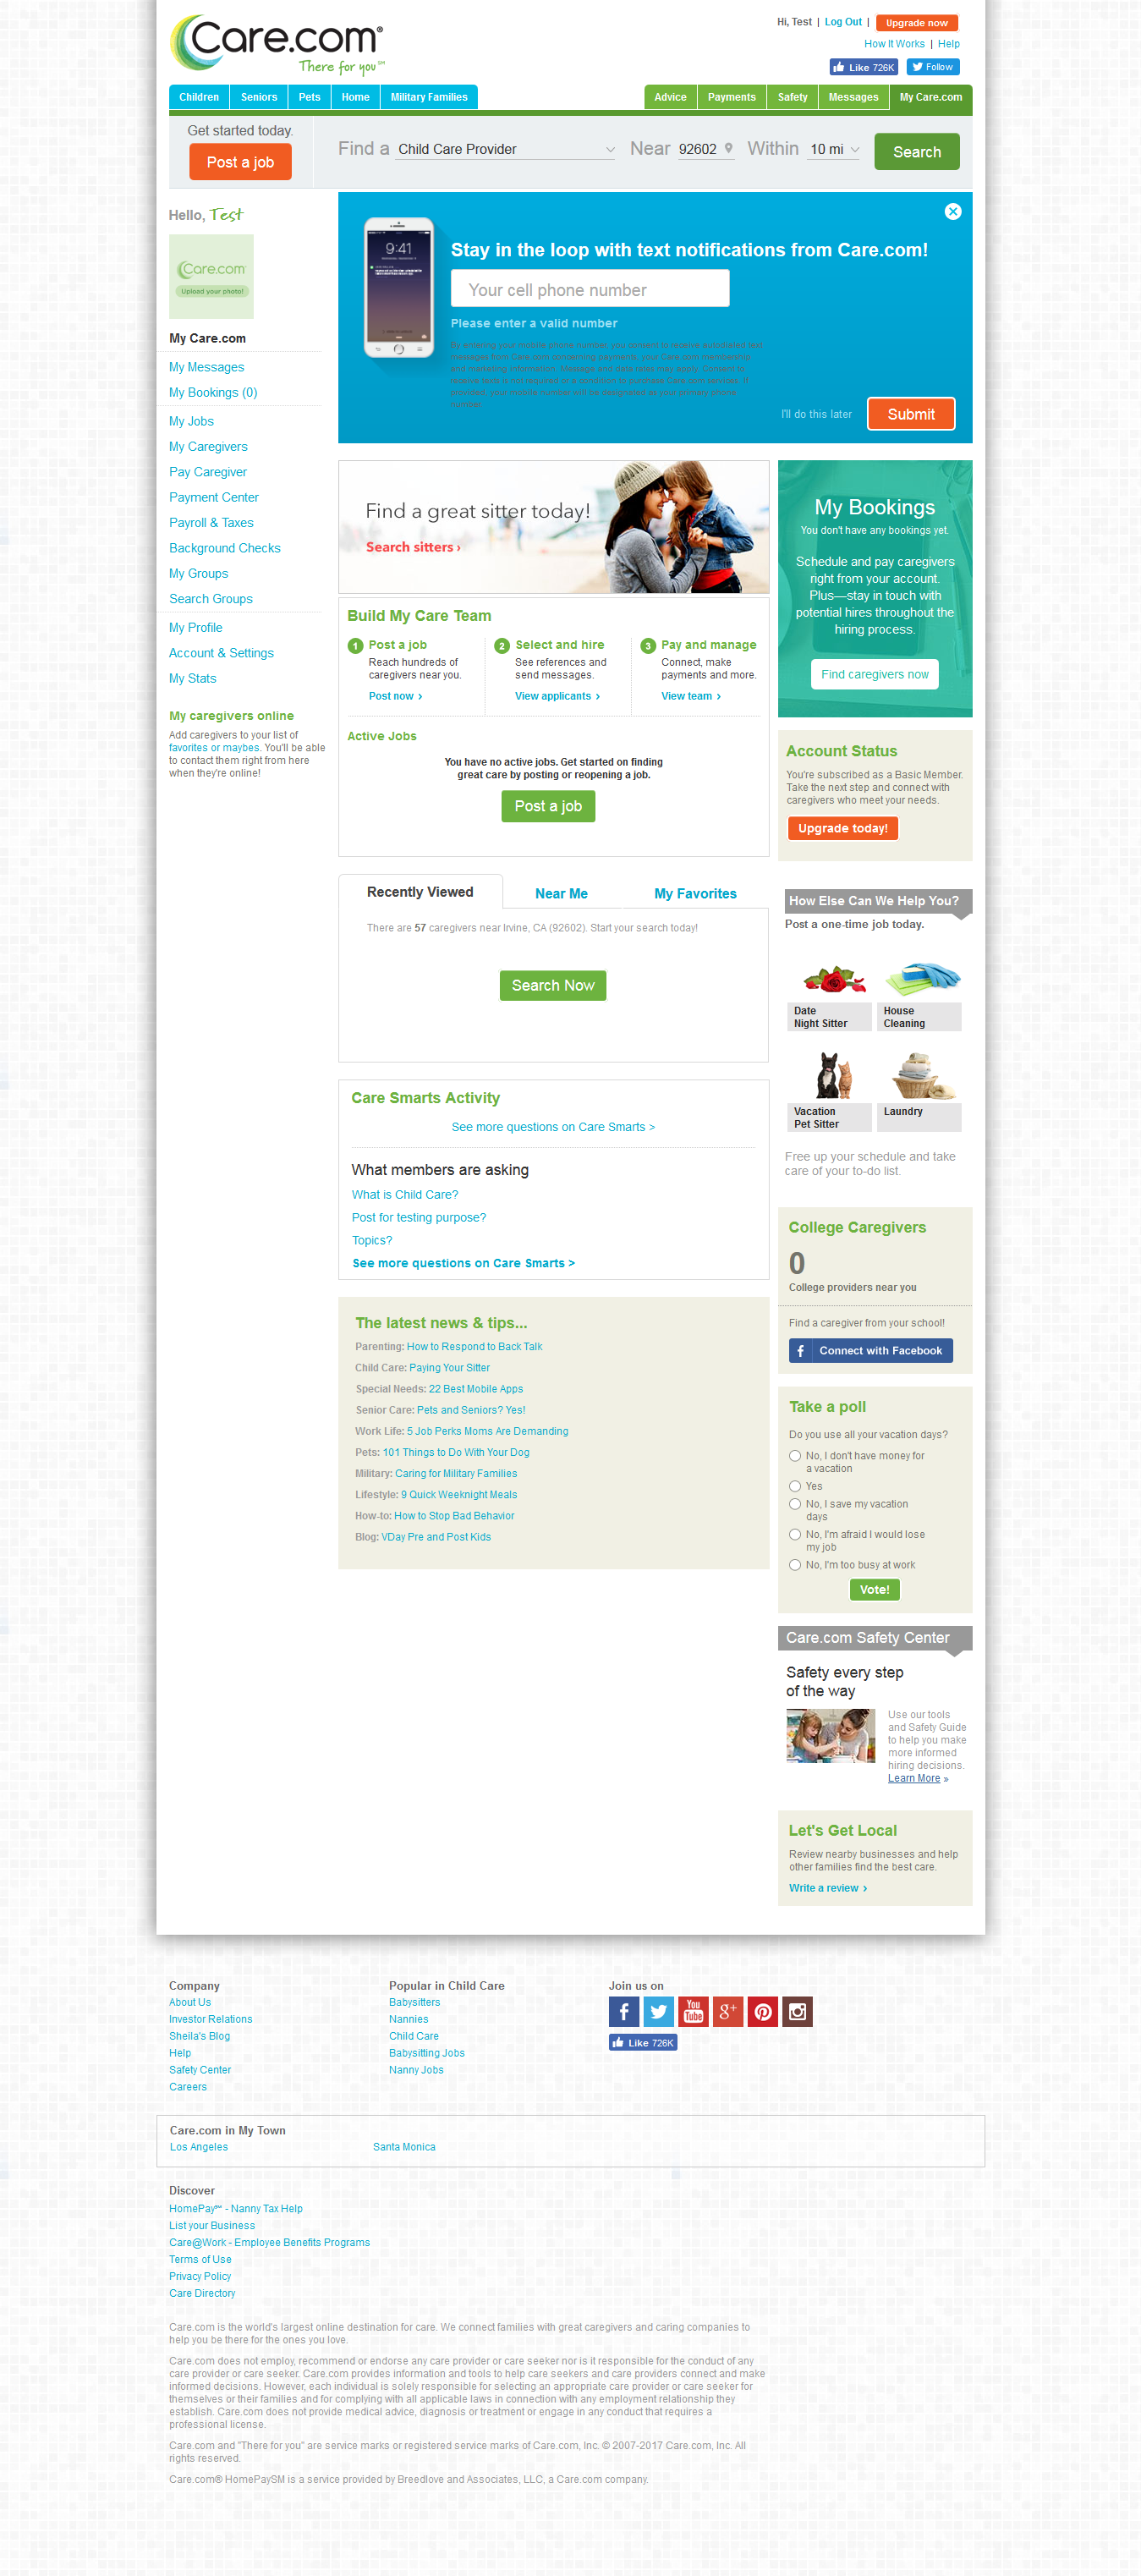 Care.com®
There for you℠
Hi, Test | Log Out | Upgrade now
How It Works | Help
Like 726K
Follow
Children
Seniors
Pets
Home
Military Families
Advice
Payments
Safety
Messages
My Care.com
Get started today.
Post a job
Find a Child Care Provider Near 92602 Within 10 mi
Search
Hello, Test
Care.com
Upload your photo!
My Care.com
My Messages
My Bookings (0)
My Jobs
My Caregivers
Pay Caregiver
Payment Center
Payroll & Taxes
Background Checks
My Groups
Search Groups
My Profile
Account & Settings
My Stats
My caregivers online
Add caregivers to your list of
favorites or maybes. You'll be able
to contact them right from here
when they're online!
9:41
Stay in the loop with text notifications from Care.com!
Your cell phone number
Please enter a valid number
By entering your mobile phone number, you consent to receive autodialed text
messages from Care.com concerning payments, your Care.com membership
and marketing information. Message and data rates may apply. Consent to
receive texts is not required or a condition to purchase Care.com services. If
provided, your mobile number will be designated as your primary phone
number.
I'll do this later
Submit
Find a great sitter today!
Search sitters ›
Build My Care Team
1 Post a job
Reach hundreds of
caregivers near you.
Post now ›
2 Select and hire
See references and
send messages.
View applicants ›
3 Pay and manage
Connect, make
payments and more.
View team ›
Active Jobs
You have no active jobs. Get started on finding
great care by posting or reopening a job.
Post a job
Recently Viewed
Near Me
My Favorites
There are 57 caregivers near Irvine, CA (92602). Start your search today!
Search Now
Care Smarts Activity
See more questions on Care Smarts >
What members are asking
What is Child Care?
Post for testing purpose?
Topics?
See more questions on Care Smarts >
The latest news & tips...
Parenting: How to Respond to Back Talk
Child Care: Paying Your Sitter
Special Needs: 22 Best Mobile Apps
Senior Care: Pets and Seniors? Yes!
Work Life: 5 Job Perks Moms Are Demanding
Pets: 101 Things to Do With Your Dog
Military: Caring for Military Families
Lifestyle: 9 Quick Weeknight Meals
How-to: How to Stop Bad Behavior
Blog: VDay Pre and Post Kids
My Bookings
You don't have any bookings yet.
Schedule and pay caregivers
right from your account.
Plus—stay in touch with
potential hires throughout the
hiring process.
Find caregivers now
Account Status
You're subscribed as a Basic Member.
Take the next step and connect with
caregivers who meet your needs.
Upgrade today!
How Else Can We Help You?
Post a one-time job today.
Date
Night Sitter
House
Cleaning
Vacation
Pet Sitter
Laundry
Free up your schedule and take
care of your to-do list.
College Caregivers
0
College providers near you
Find a caregiver from your school!
Connect with Facebook
Take a poll
Do you use all your vacation days?
No, I don't have money for
a vacation
Yes
No, I save my vacation
days
No, I'm afraid I would lose
my job
No, I'm too busy at work
Vote!
Care.com Safety Center
Safety every step
of the way
Use our tools
and Safety Guide
to help you make
more informed
hiring decisions.
Learn More »
Let's Get Local
Review nearby businesses and help
other families find the best care.
Write a review ›
Company
About Us
Investor Relations
Sheila's Blog
Help
Safety Center
Careers
Popular in Child Care
Babysitters
Nannies
Child Care
Babysitting Jobs
Nanny Jobs
Join us on
You Tube
g+
Like 726K
Care.com in My Town
Los Angeles
Santa Monica
Discover
HomePay℠ - Nanny Tax Help
List your Business
Care@Work - Employee Benefits Programs
Terms of Use
Privacy Policy
Care Directory
Care.com is the world's largest online destination for care. We connect families with great caregivers and caring companies to
help you be there for the ones you love.
Care.com does not employ, recommend or endorse any care provider or care seeker nor is it responsible for the conduct of any
care provider or care seeker. Care.com provides information and tools to help care seekers and care providers connect and make
informed decisions. However, each individual is solely responsible for selecting an appropriate care provider or care seeker for
themselves or their families and for complying with all applicable laws in connection with any employment relationship they
establish. Care.com does not provide medical advice, diagnosis or treatment or engage in any conduct that requires a
professional license.
Care.com and "There for you" are service marks or registered service marks of Care.com, Inc. © 2007-2017 Care.com, Inc. All
rights reserved.
Care.com® HomePaySM is a service provided by Breedlove and Associates, LLC, a Care.com company.